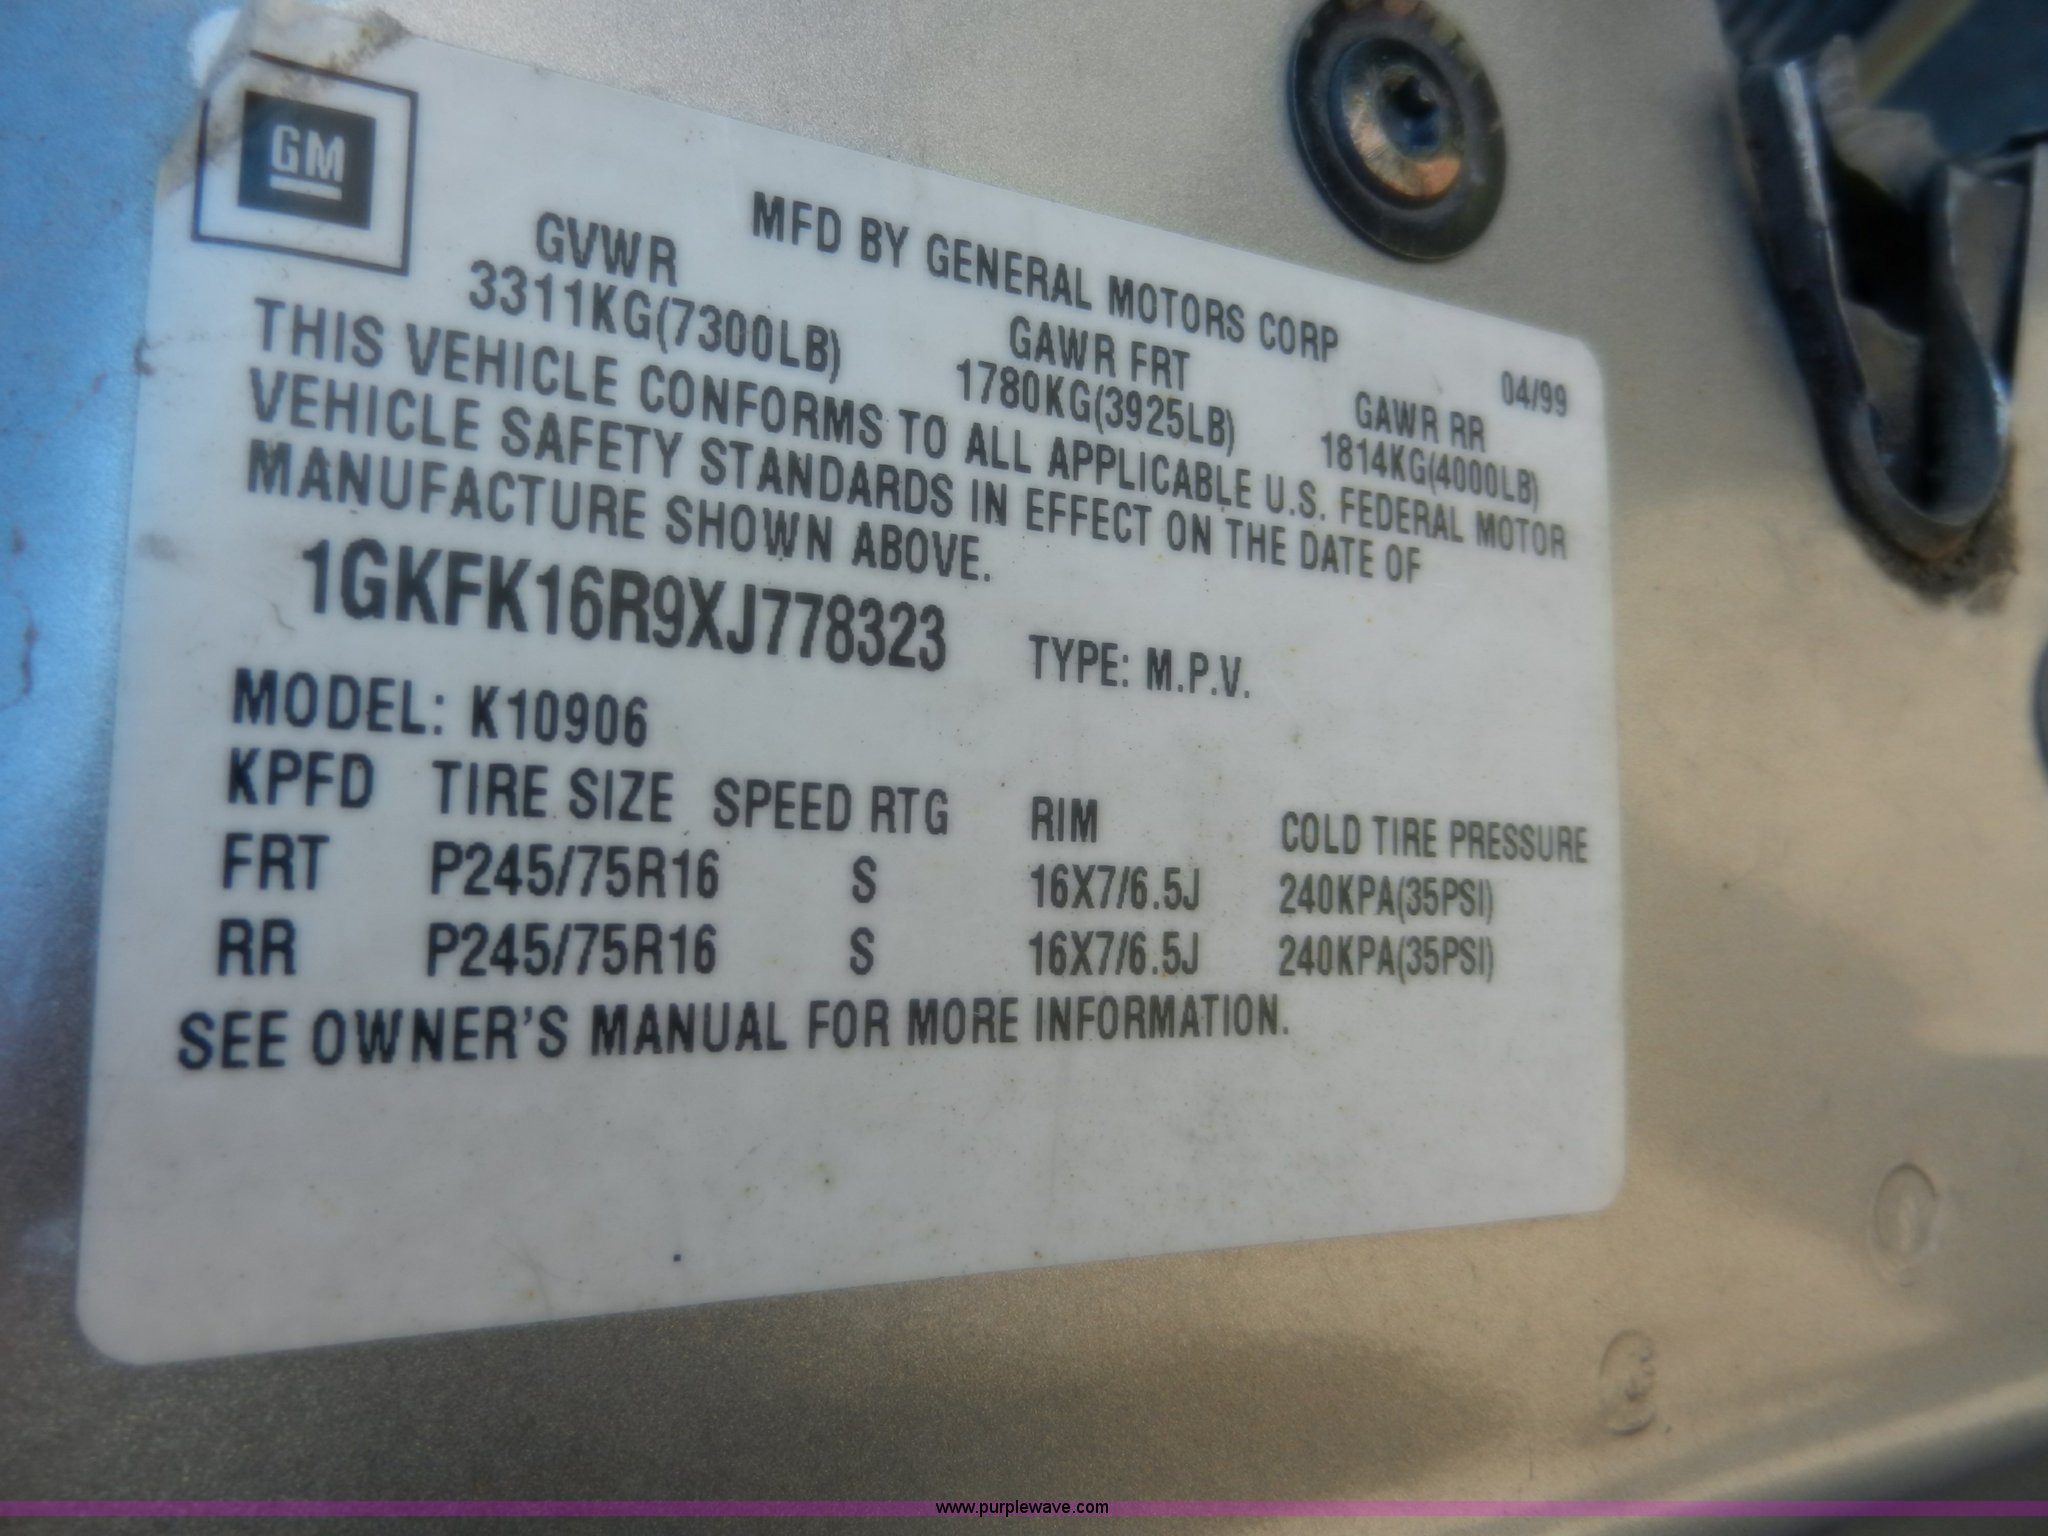 GM
MFD BY GENERAL MOTORS CORP
04/99
GVWR GAWR FRT GAWR RR
3311KG(7300LB) 1780KG(3925LB) 1814KG(4000LB)
THIS VEHICLE CONFORMS TO ALL APPLICABLE U.S. FEDERAL MOTOR
VEHICLE SAFETY STANDARDS IN EFFECT ON THE DATE OF
MANUFACTURE SHOWN ABOVE.
1GKFK16R9XJ778323 TYPE: M.P.V.
MODEL: K10906
KPFD TIRE SIZE SPEED RTG RIM COLD TIRE PRESSURE
FRT P245/75R16 S 16X7/6.5J 240KPA(35PSI)
RR P245/75R16 S 16X7/6.5J 240KPA(35PSI)
SEE OWNER'S MANUAL FOR MORE INFORMATION.
www.purplewave.com